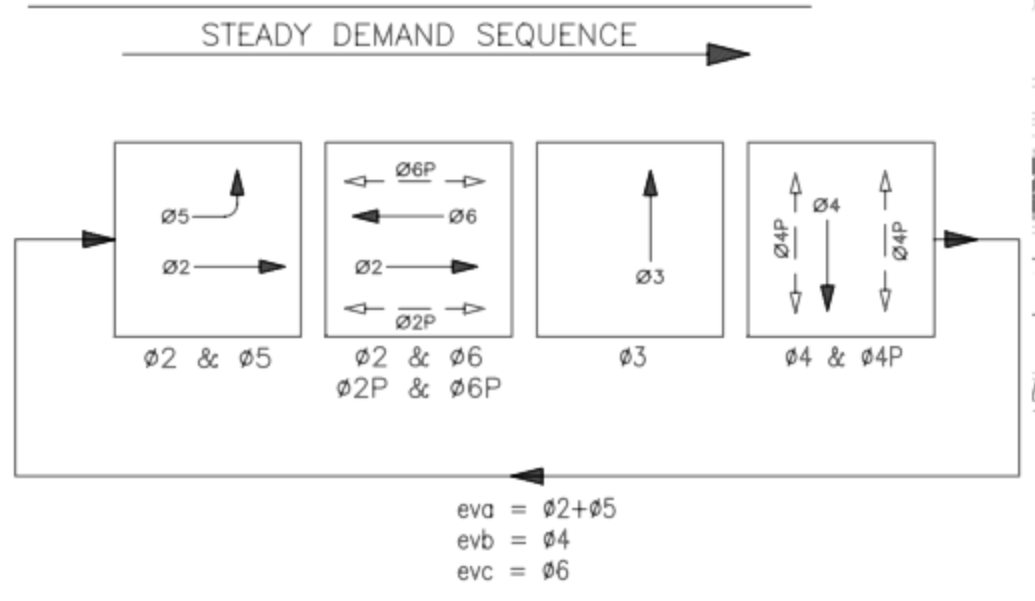 STEADY DEMAND SEQUENCE
Ø5
Ø2
Ø6P
Ø6
Ø2
Ø2P
Ø3
Ø4P
Ø4
Ø4P
Ø2 & Ø5
Ø2 & Ø6
Ø2P & Ø6P
Ø3
Ø4 & Ø4P
eva = Ø2+Ø5
evb = Ø4
evc = Ø6